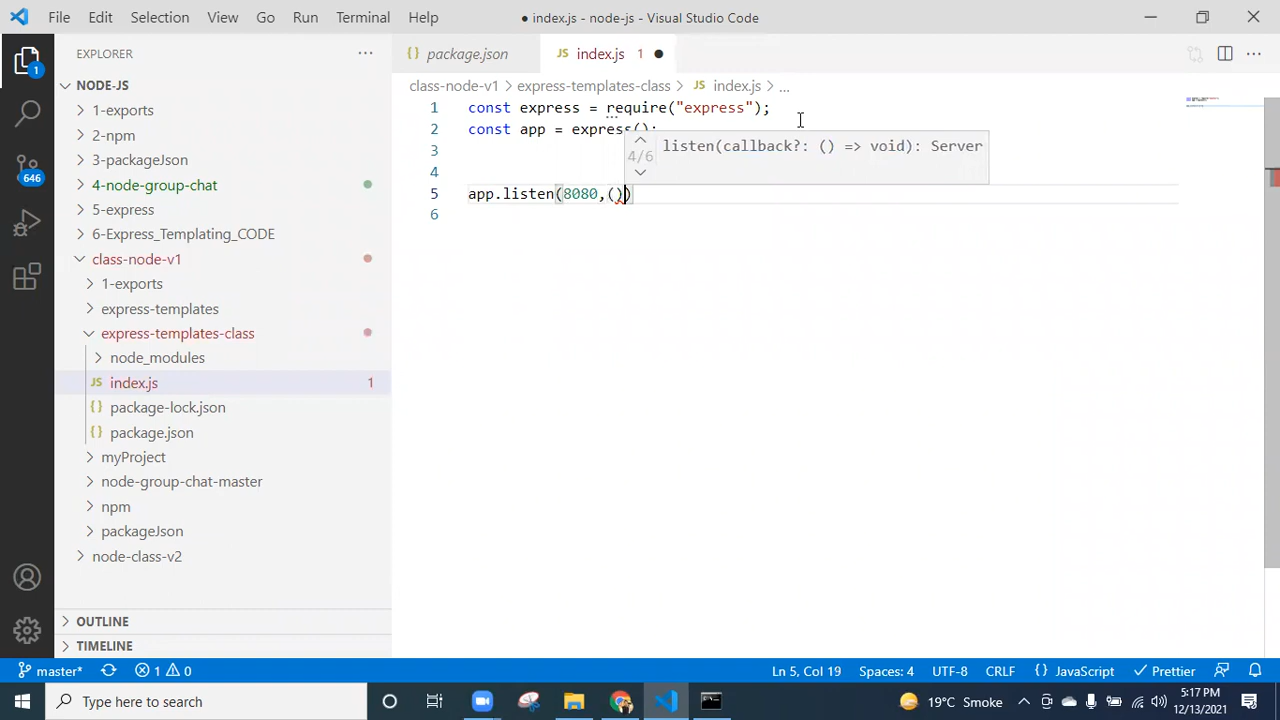 File Edit Selection View Go Run Terminal Help
● index.js - node-js - Visual Studio Code
EXPLORER
package.json
index.js 1
1
NODE-JS
class-node-v1 > express-templates-class > JS index.js > ...
1-exports
2-npm
3-packageJson
4-node-group-chat
5-express
6-Express_Templating_CODE
class-node-v1
1-exports
express-templates
express-templates-class
node_modules
JS index.js 1
package-lock.json
package.json
myProject
node-group-chat-master
npm
packageJson
node-class-v2
646
1 const express = require("express");
2 const app = express();
3
4
5 app.listen(8080,())
6
4/6
listen(callback?: () => void): Server
OUTLINE
TIMELINE
master* 1 0
Ln 5, Col 19 Spaces: 4 UTF-8 CRLF {} JavaScript Prettier
Type here to search
19°C Smoke
5:17 PM
12/13/2021